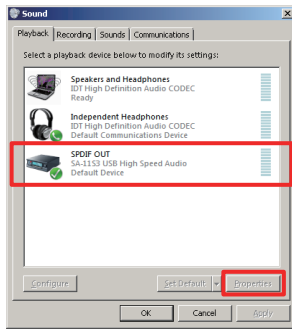 Sound
Playback Recording Sounds Communications
Select a playback device below to modify its settings:
Speakers and Headphones
IDT High Definition Audio CODEC
Ready
Independent Headphones
IDT High Definition Audio CODEC
Default Communications Device
SPDIF OUT
SA-1153 USB High Speed Audio
Default Device
Configure Set Default Properties
OK Cancel Apply